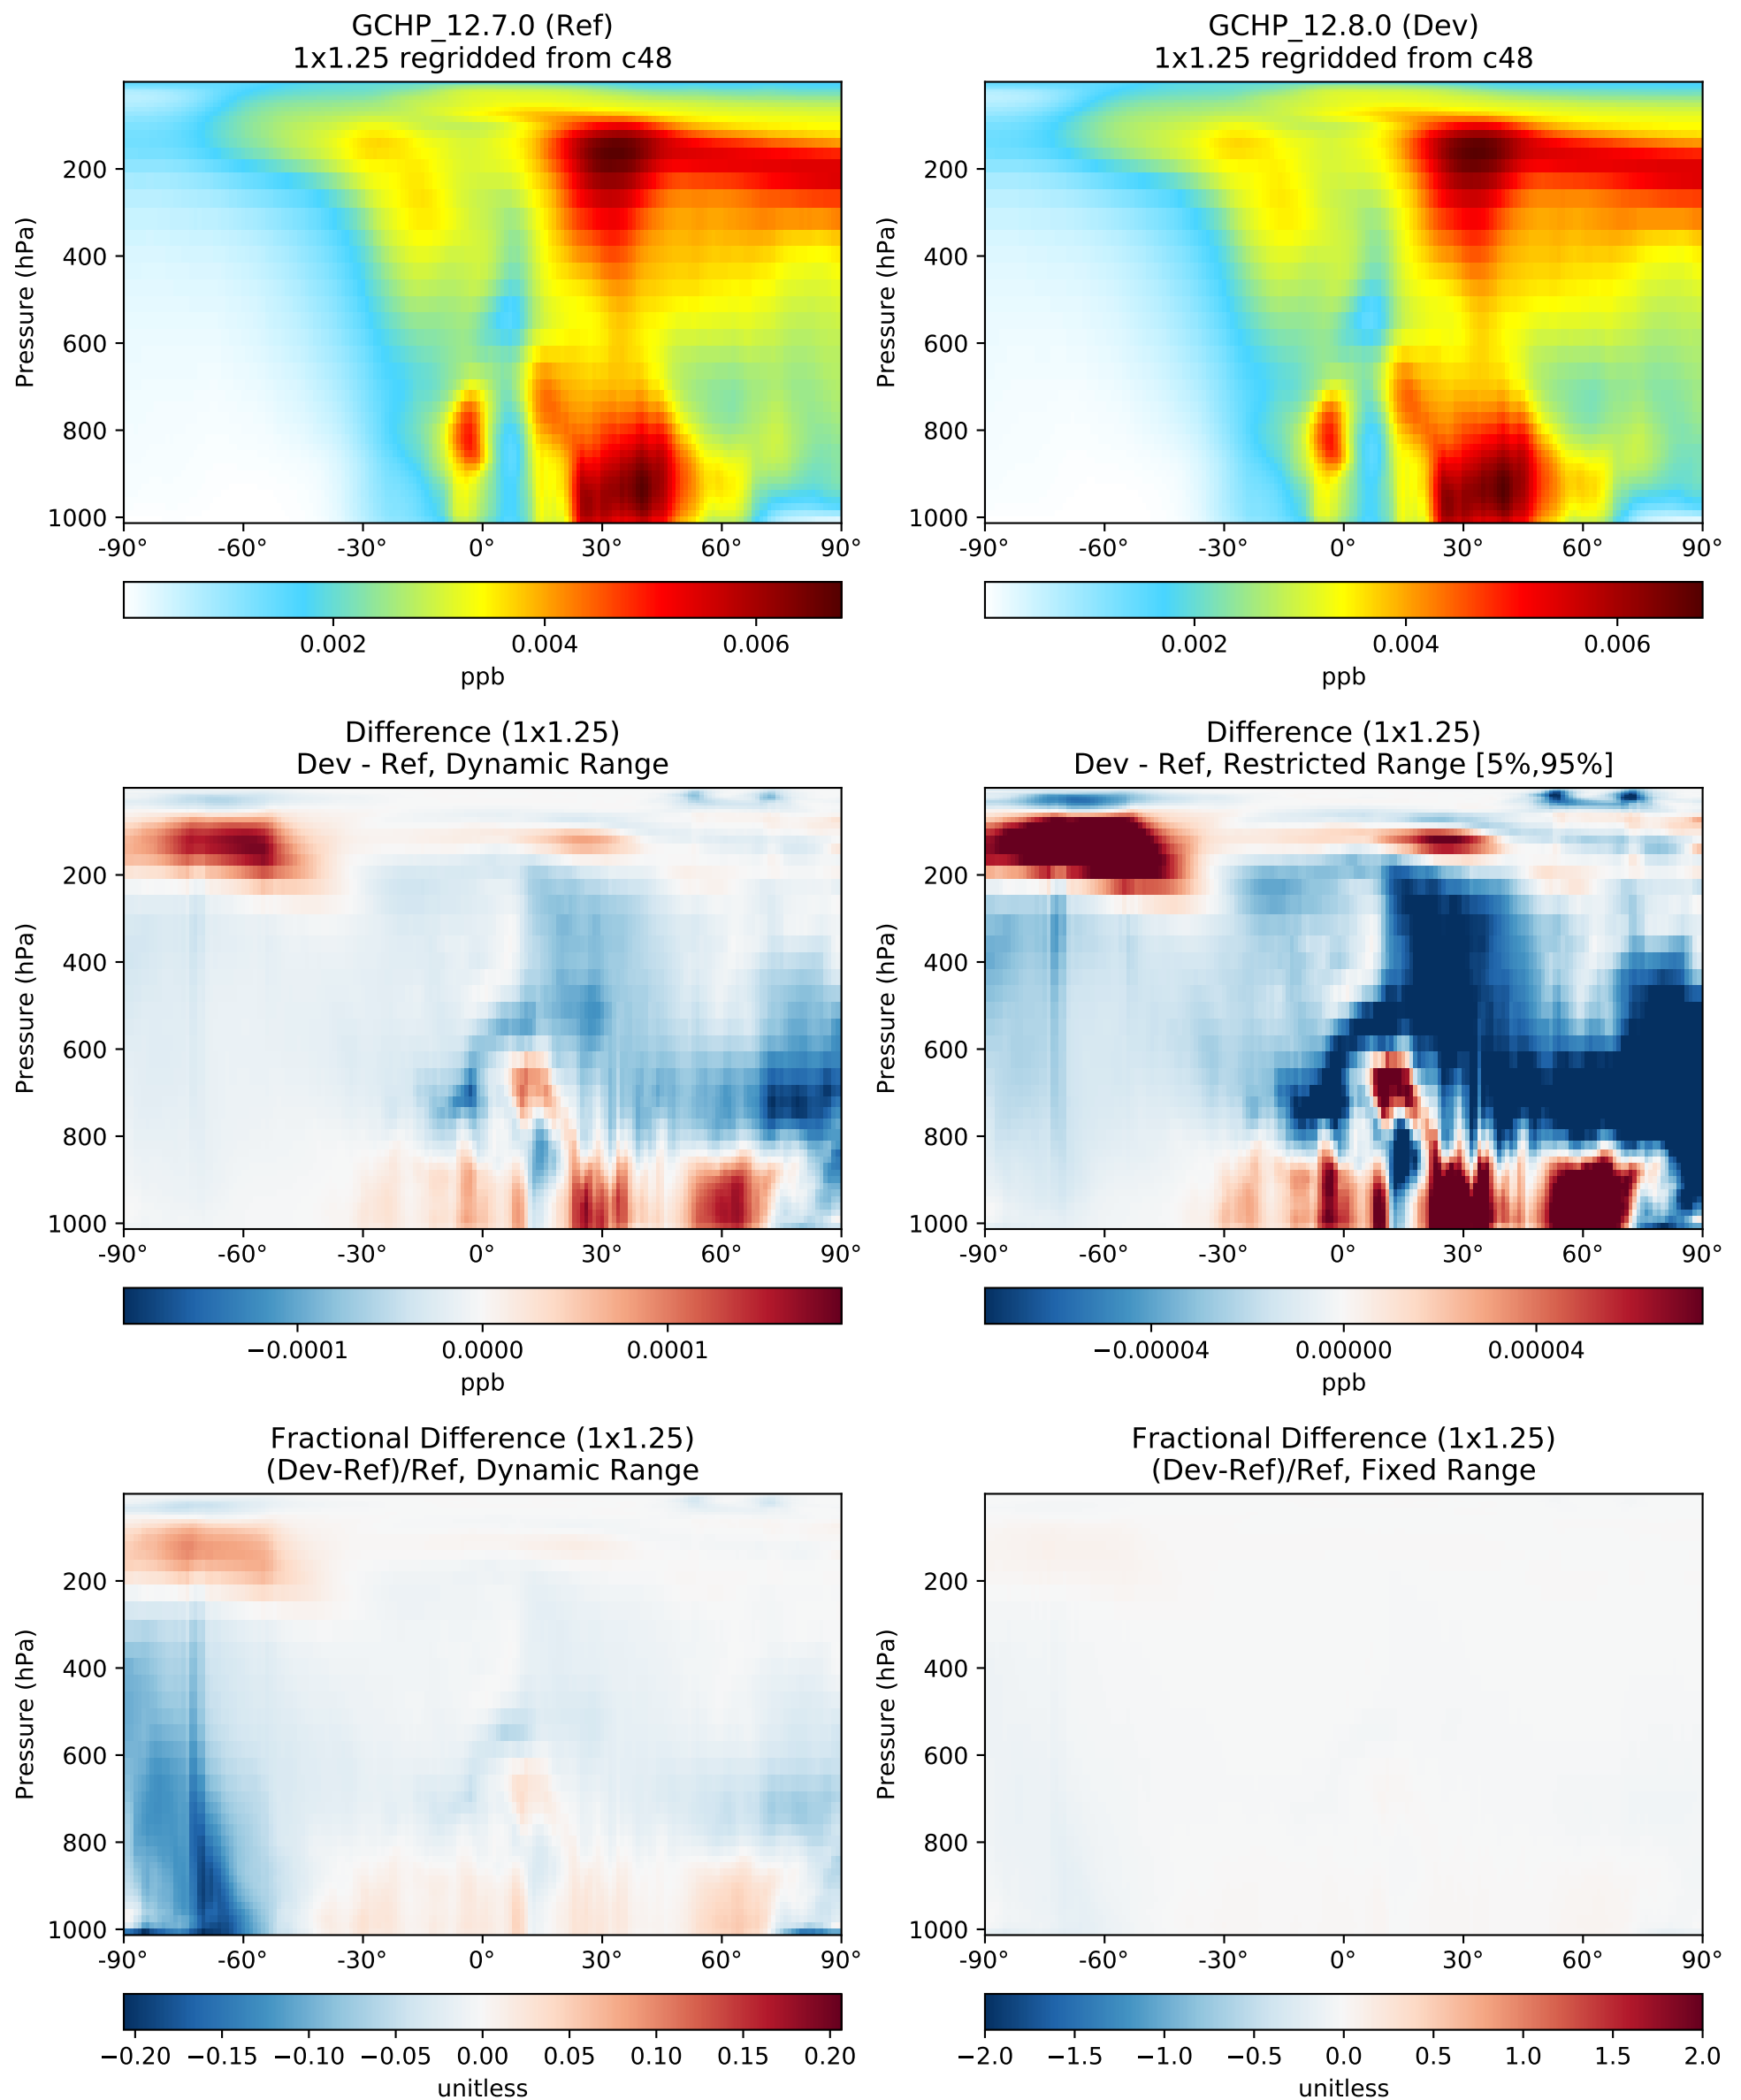 GCHP_12.7.0 (Ref)
1x1.25 regridded from c48
Pressure (hPa)
200
400
600
800
1000
-90° -60° -30° 0° 30° 60° 90°
0.002 0.004 0.006
ppb
GCHP_12.8.0 (Dev)
1x1.25 regridded from c48
Pressure (hPa)
200
400
600
800
1000
-90° -60° -30° 0° 30° 60° 90°
0.002 0.004 0.006
ppb
Difference (1x1.25)
Dev - Ref, Dynamic Range
Pressure (hPa)
200
400
600
800
1000
-90° -60° -30° 0° 30° 60° 90°
−0.0001 0.0000 0.0001
ppb
Difference (1x1.25)
Dev - Ref, Restricted Range [5%,95%]
Pressure (hPa)
200
400
600
800
1000
-90° -60° -30° 0° 30° 60° 90°
−0.00004 0.00000 0.00004
ppb
Fractional Difference (1x1.25)
(Dev-Ref)/Ref, Dynamic Range
Pressure (hPa)
200
400
600
800
1000
-90° -60° -30° 0° 30° 60° 90°
−0.20 −0.15 −0.10 −0.05 0.00 0.05 0.10 0.15 0.20
unitless
Fractional Difference (1x1.25)
(Dev-Ref)/Ref, Fixed Range
Pressure (hPa)
200
400
600
800
1000
-90° -60° -30° 0° 30° 60° 90°
−2.0 −1.5 −1.0 −0.5 0.0 0.5 1.0 1.5 2.0
unitless